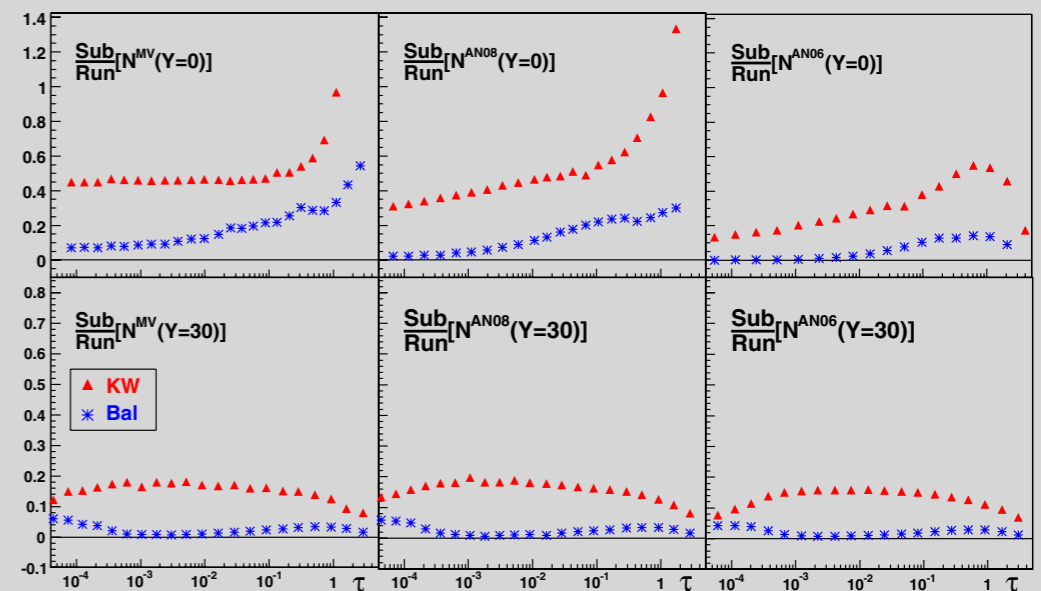 1.4
1.2
1
0.8
0.6
0.4
0.2
0
Sub/Run[N^MV(Y=0)]
Sub/Run[N^AN08(Y=0)]
Sub/Run[N^AN06(Y=0)]
0.8
0.7
0.6
0.5
0.4
0.3
0.2
0.1
0
-0.1
Sub/Run[N^MV(Y=30)]
Sub/Run[N^AN08(Y=30)]
Sub/Run[N^AN06(Y=30)]
KW
Bal
10^-4 10^-3 10^-2 10^-1 1 τ
10^-4 10^-3 10^-2 10^-1 1 τ
10^-4 10^-3 10^-2 10^-1 1 τ